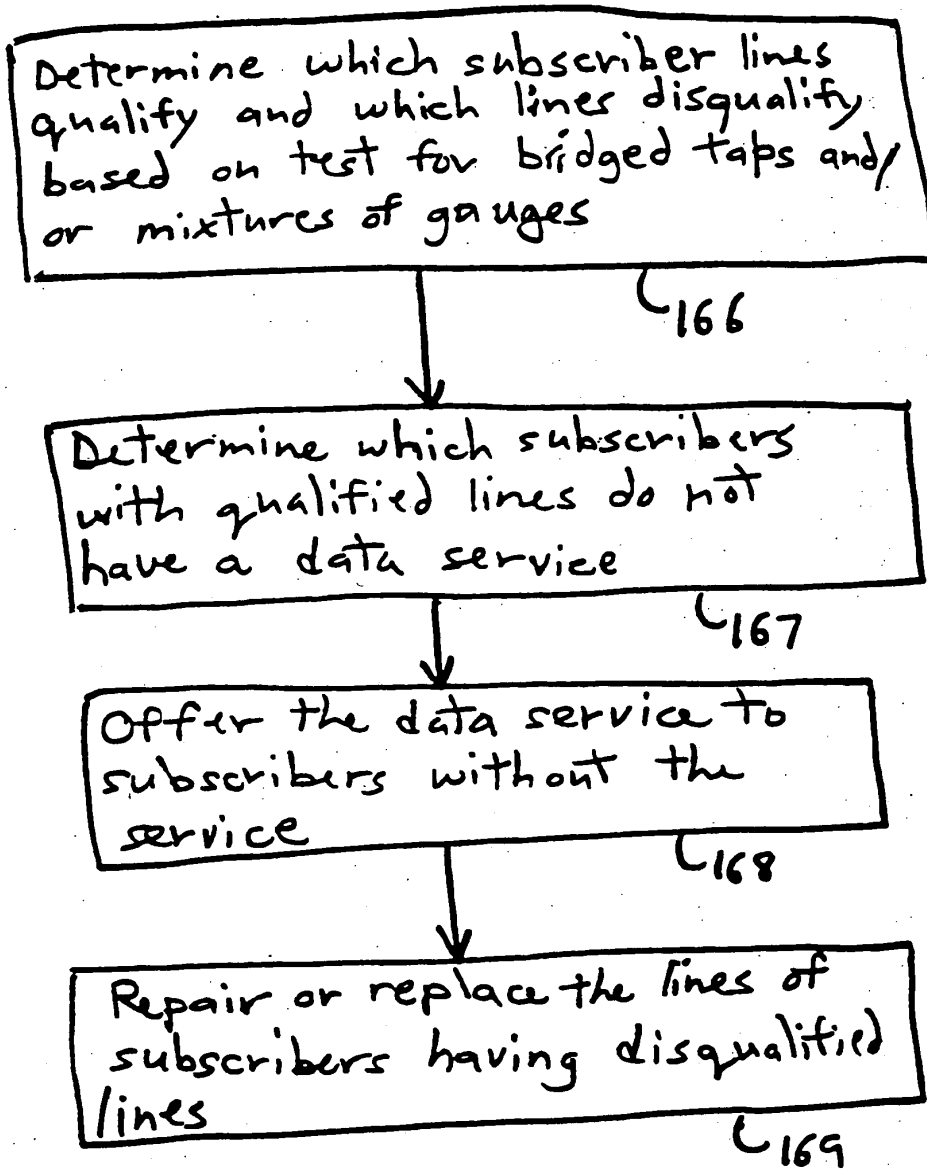 Determine which subscriber lines
qualify and which lines disqualify
based on test for bridged taps and/
or mixtures of gauges
166
Determine which subscribers
with qualified lines do not
have a data service
167
Offer the data service to
subscribers without the
service
168
Repair or replace the lines of
subscribers having disqualified
lines
169